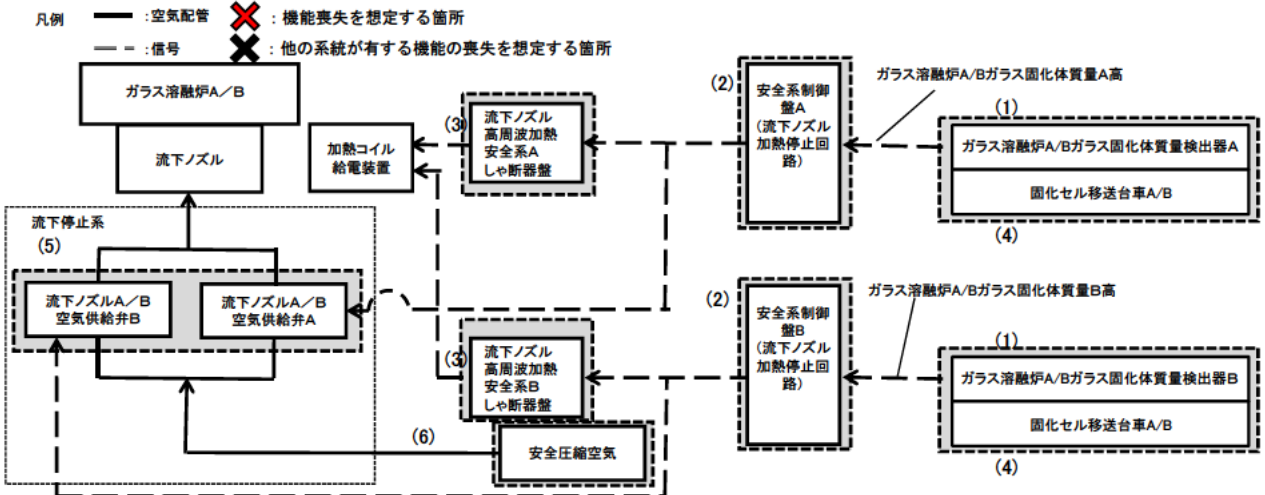 凡例
：空気配管
：機能喪失を想定する箇所
：信号
：他の系統が有する機能の喪失を想定する箇所
ガラス溶融炉A／B
流下ノズル
流下停止系
(5)
流下ノズルA／B
空気供給弁B
流下ノズルA／B
空気供給弁A
加熱コイル
給電装置
(3)
流下ノズル
高周波加熱
安全系A
しゃ断器盤
(2)
安全系制御
盤A
(流下ノズル
加熱停止回
路)
ガラス溶融炉A/Bガラス固化体質量A高
(1)
ガラス溶融炉A/Bガラス固化体質量検出器A
固化セル移送台車A/B
(4)
(3)
流下ノズル
高周波加熱
安全系B
しゃ断器盤
(6)
安全圧縮空気
(2)
安全系制御
盤B
(流下ノズル
加熱停止回
路)
ガラス溶融炉A/Bガラス固化体質量B高
(1)
ガラス溶融炉A/Bガラス固化体質量検出器B
固化セル移送台車A/B
(4)